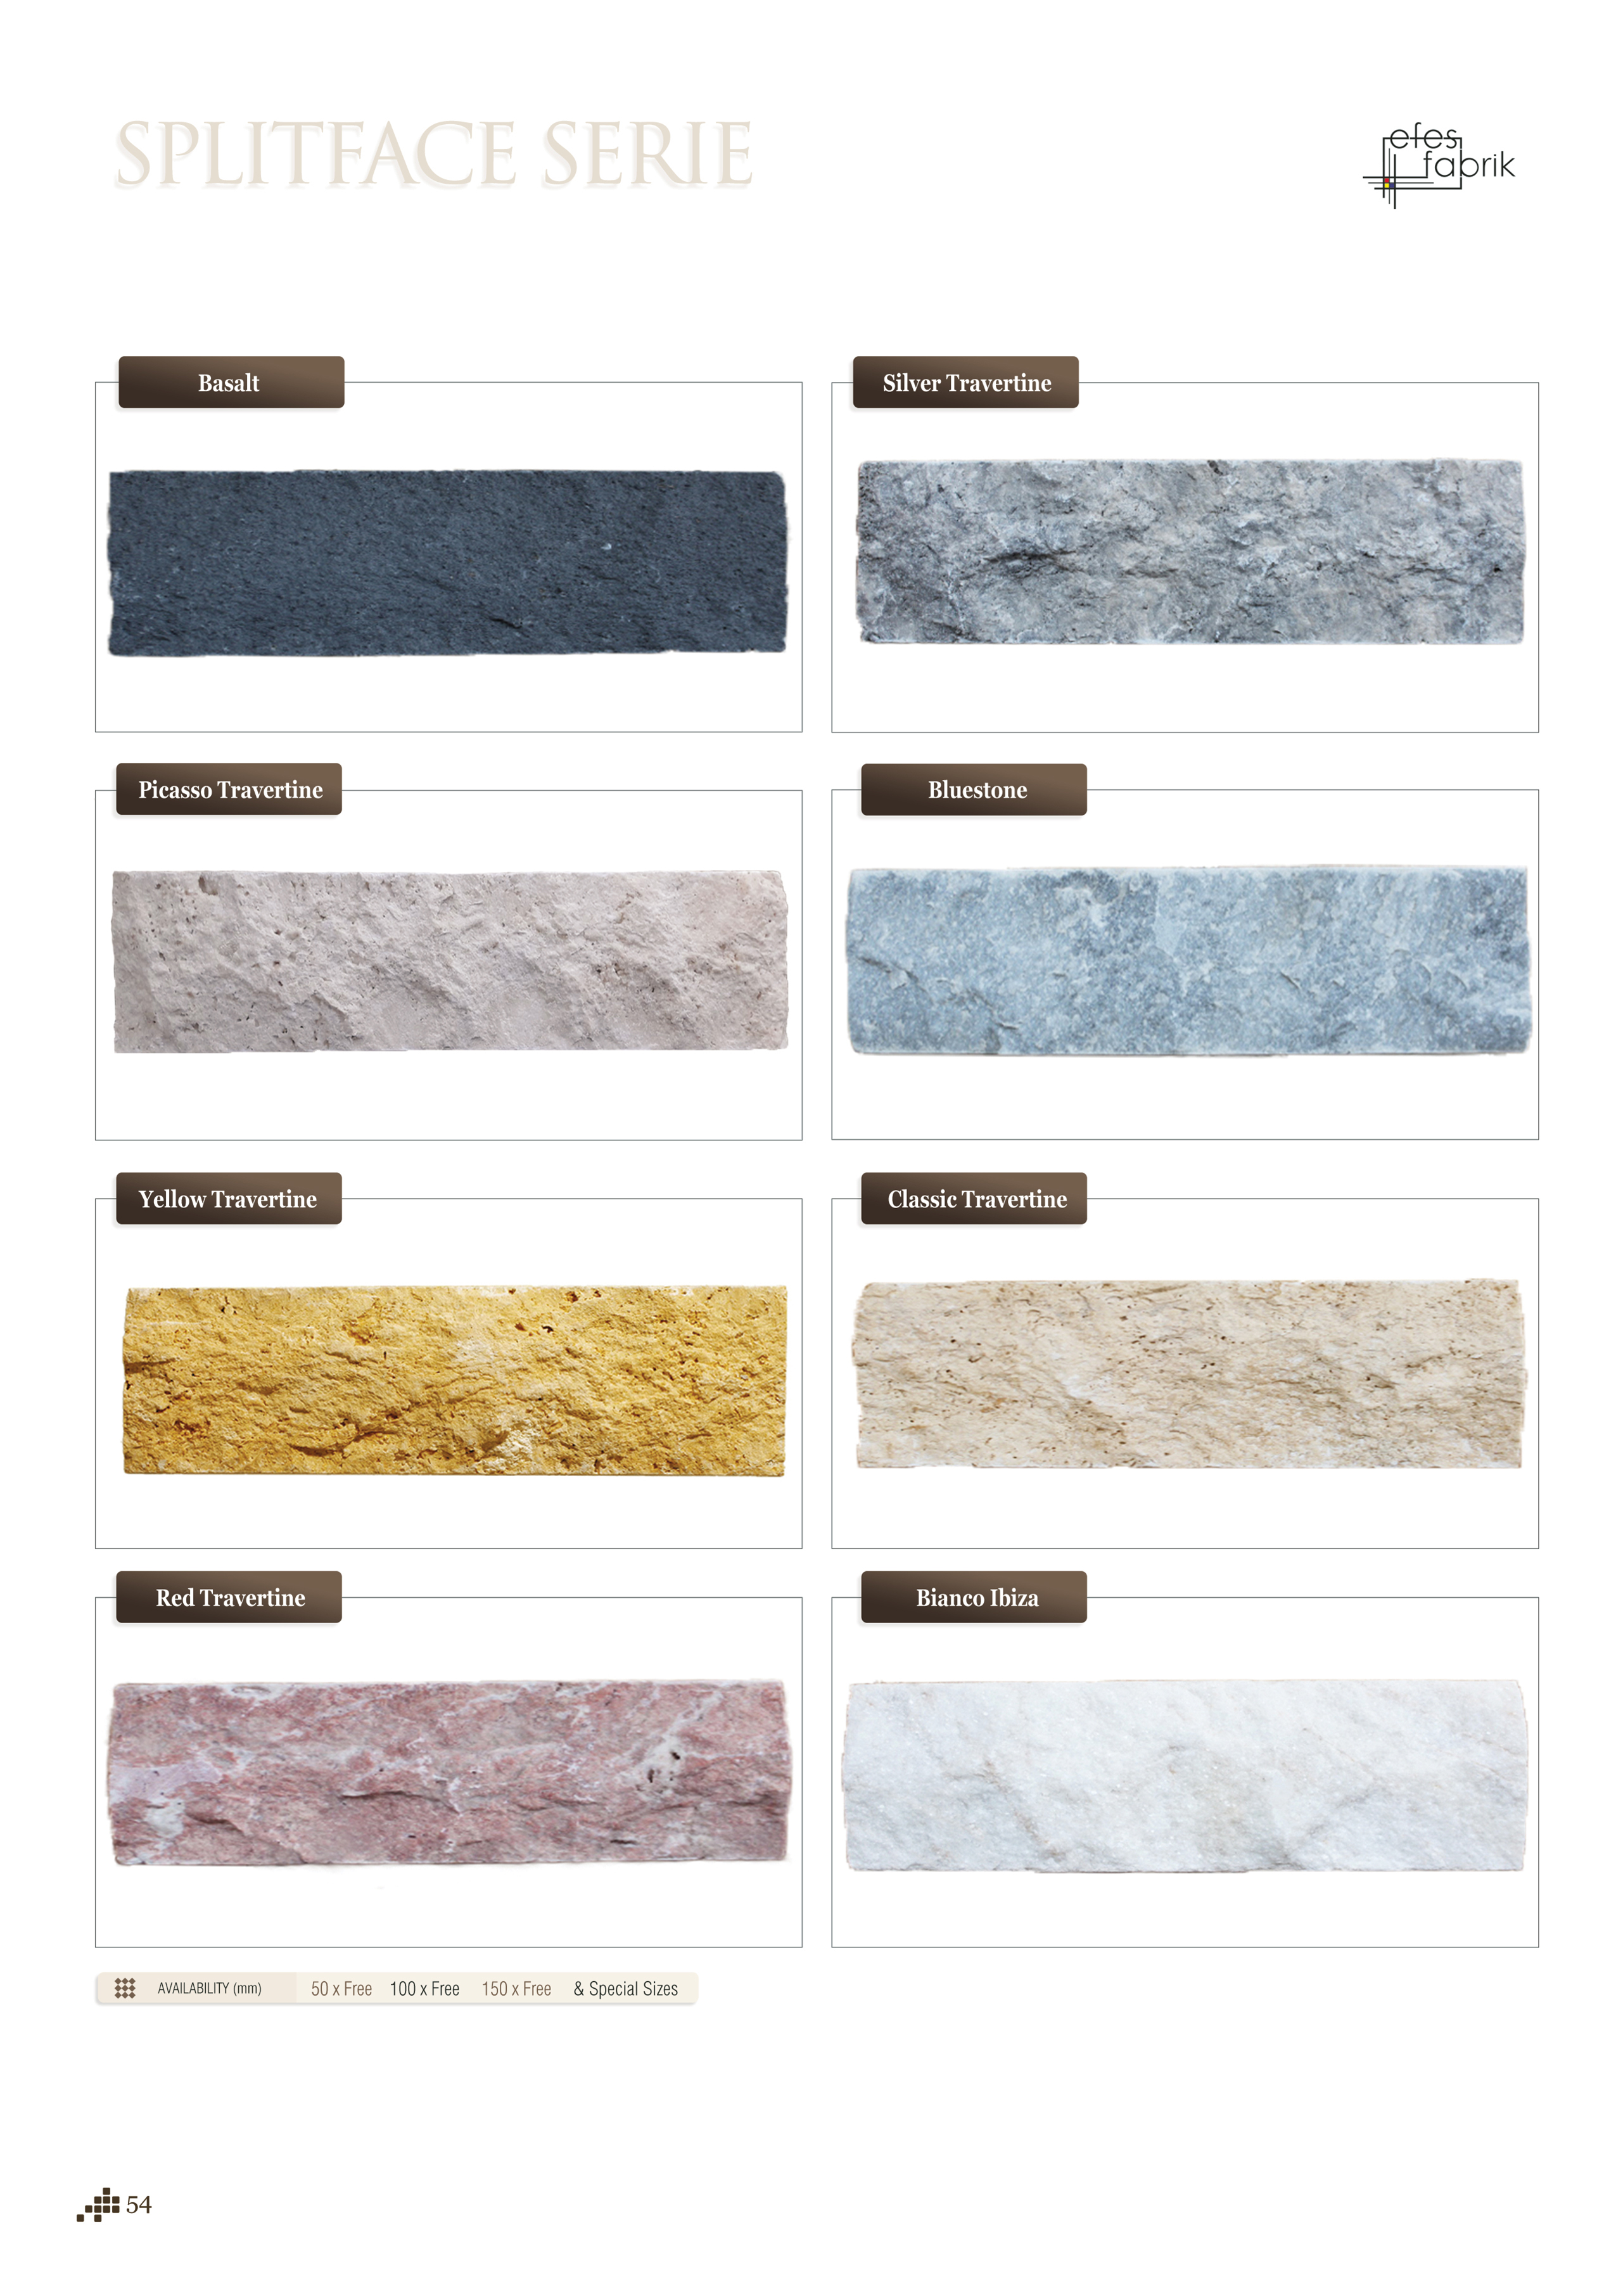 SPLITFACE SERIE
efes
fabrik
Basalt
Silver Travertine
Picasso Travertine
Bluestone
Yellow Travertine
Classic Travertine
Red Travertine
Bianco Ibiza
AVAILABILITY (mm) 50 x Free 100 x Free 150 x Free & Special Sizes
54